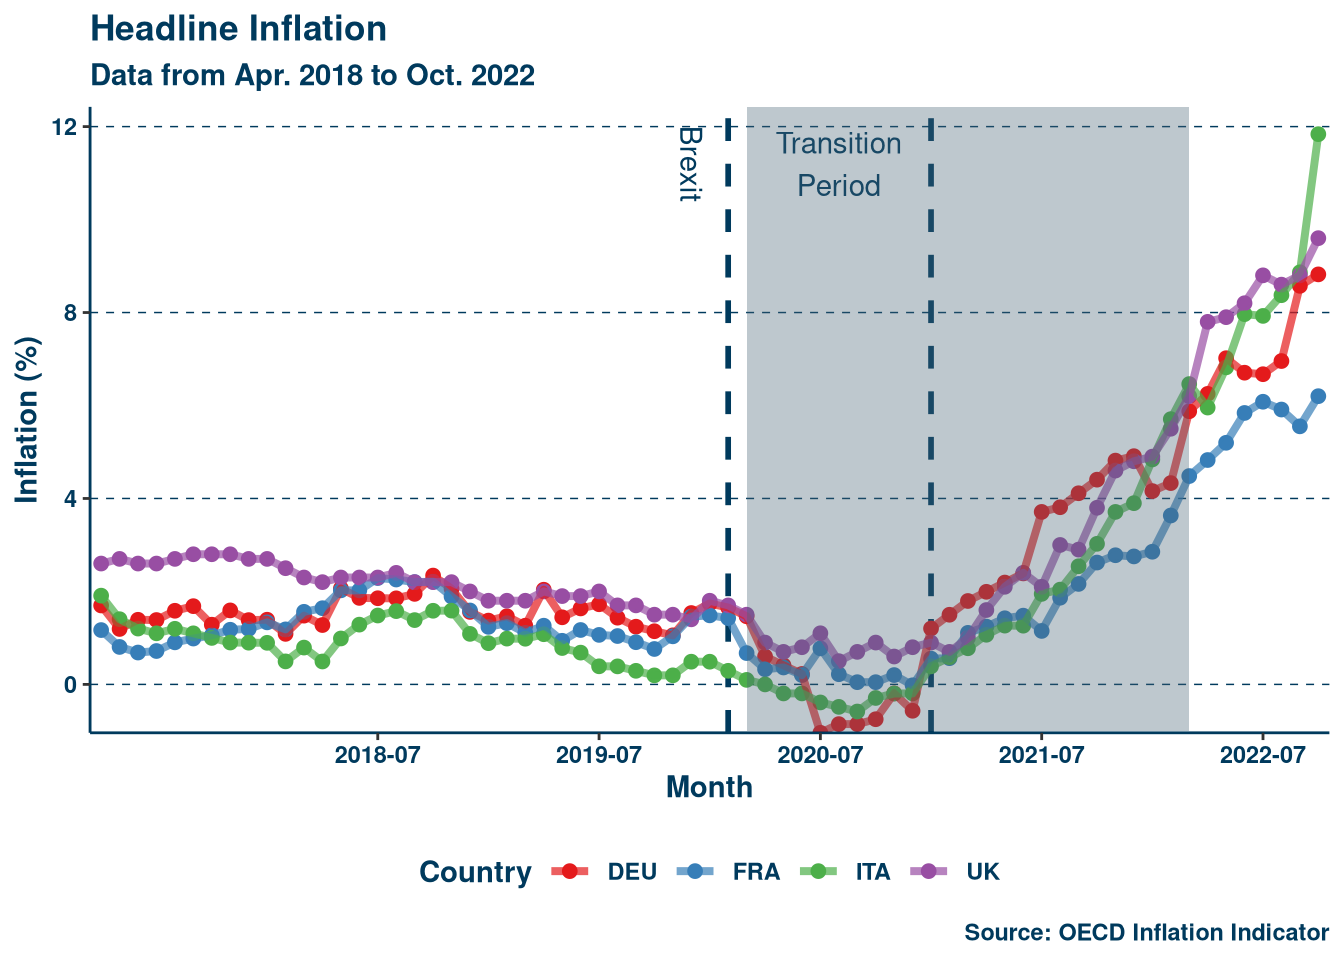 Headline Inflation
Data from Apr. 2018 to Oct. 2022
12
8
4
0
Inflation (%)
Brexit
Transition
Period
2018-07 2019-07 2020-07 2021-07 2022-07
Month
Country DEU FRA ITA UK
Source: OECD Inflation Indicator